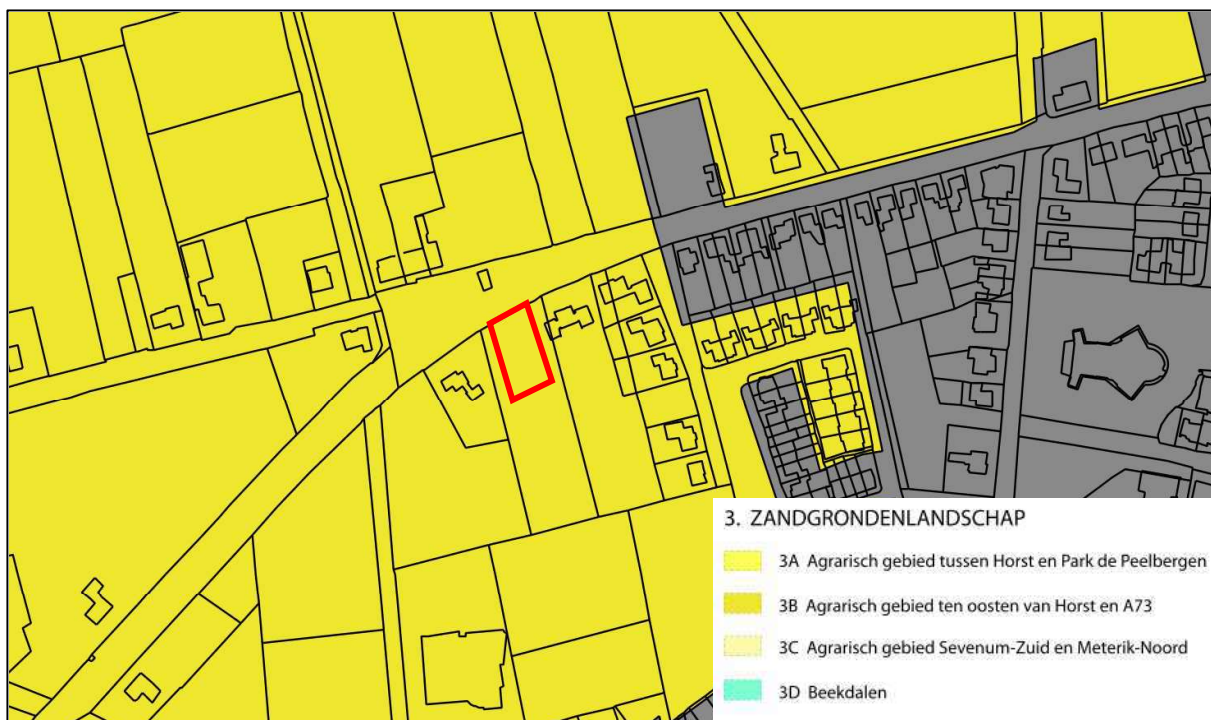 3. ZANDGRONDENLANDSCHAP
3A Agrarisch gebied tussen Horst en Park de Peelbergen
3B Agrarisch gebied ten oosten van Horst en A73
3C Agrarisch gebied Sevenum-Zuid en Meterik-Noord
3D Beekdalen